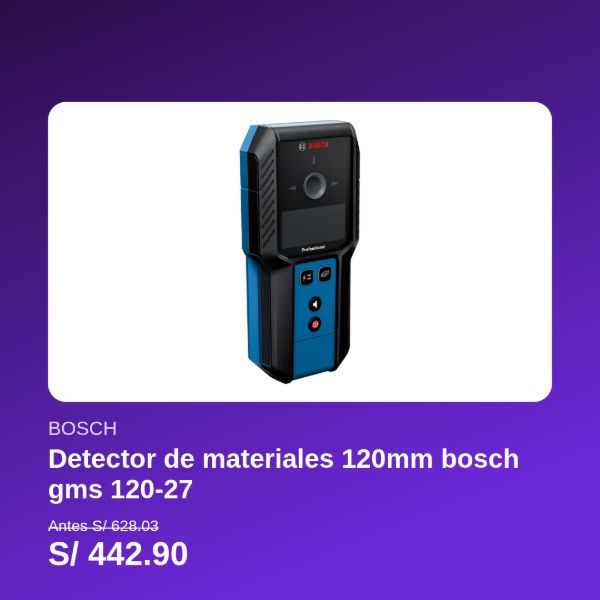 BOSCH
Professional
BOSCH
Detector de materiales 120mm bosch
gms 120-27
Antes S/ 628.03
S/ 442.90